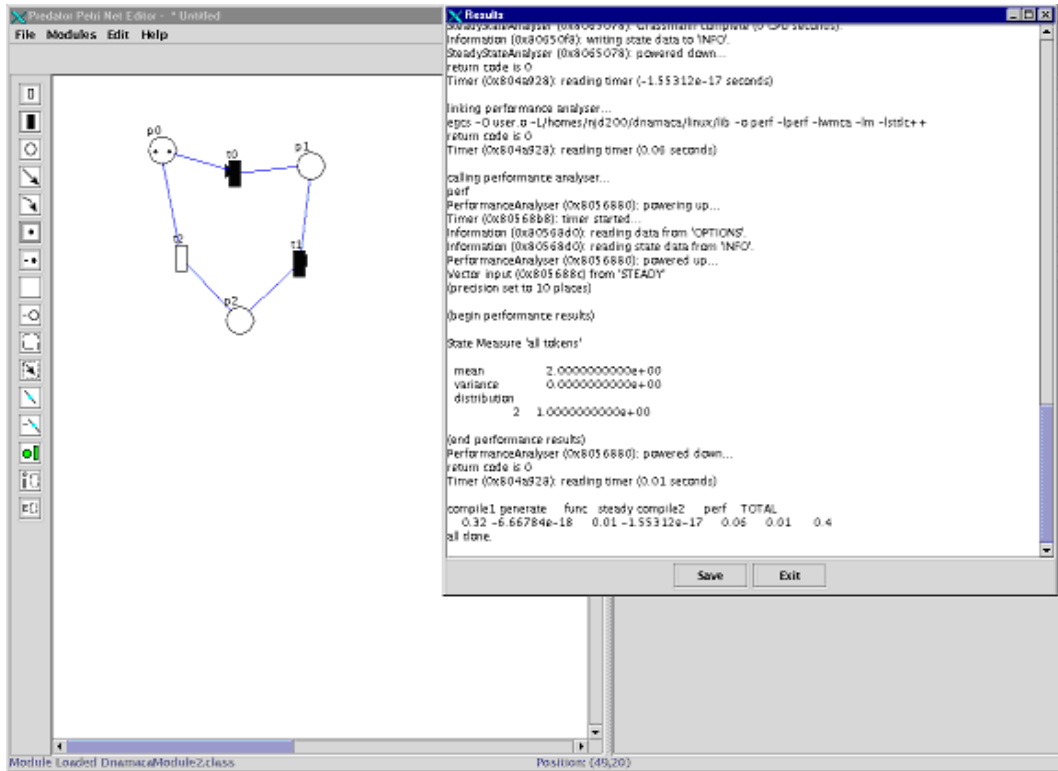 Predator Petri Net Editor - * Untitled
File Modules Edit Help
p0
t0
p1
t2
t1
p2
Module Loaded DnamacaModule2.class
Position: (49,20)
Results
SteadyStateAnalyser (0x8065078): Grassmann complete (0 CPU seconds).
Information (0x80650f8): writing state data to 'INFO'.
SteadyStateAnalyser (0x8065078): powered down...
return code is 0
Timer (0x804a928): reading timer (-1.55312e-17 seconds)
linking performance analyser...
egcs -O user.o -L/homes/njd200/dnamaca/linux/lib -o perf -lperf -lwmca -lm -lstdc++
return code is 0
Timer (0x804a928): reading timer (0.06 seconds)
calling performance analyser...
perf
PerformanceAnalyser (0x8056880): powering up...
Timer (0x80568b8): timer started...
Information (0x80568d0): reading data from 'OPTIONS'.
Information (0x80568d0): reading state data from 'INFO'.
PerformanceAnalyser (0x8056880): powered up...
Vector input (0x805688c) from 'STEADY'
(precision set to 10 places)
(begin performance results)
State Measure 'all tokens'
mean 2.0000000000e+00
variance 0.0000000000e+00
distribution
2 1.0000000000e+00
(end performance results)
PerformanceAnalyser (0x8056880): powered down...
return code is 0
Timer (0x804a928): reading timer (0.01 seconds)
compile1 generate func steady compile2 perf TOTAL
0.32 -6.66784e-18 0.01 -1.55312e-17 0.06 0.01 0.4
all done.
Save Exit